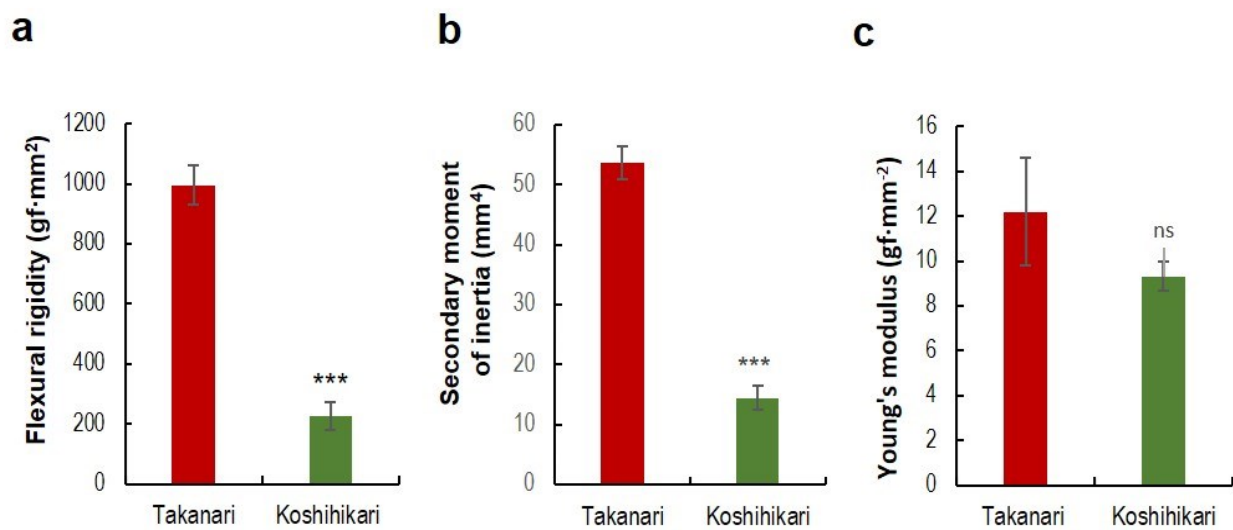 a
Flexural rigidity (gf·mm²)
1200
1000
800
600
400
200
0
***
Takanari
Koshihikari
b
Secondary moment
of inertia (mm⁴)
60
50
40
30
20
10
0
***
Takanari
Koshihikari
c
Young's modulus (gf·mm⁻²)
16
14
12
10
8
6
4
2
0
ns
Takanari
Koshihikari